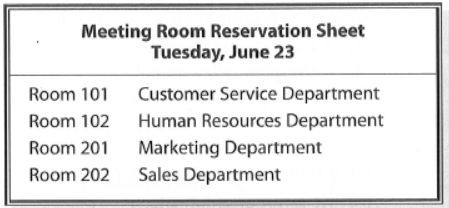 Meeting Room Reservation Sheet
Tuesday, June 23
Room 101 Customer Service Department
Room 102 Human Resources Department
Room 201 Marketing Department
Room 202 Sales Department